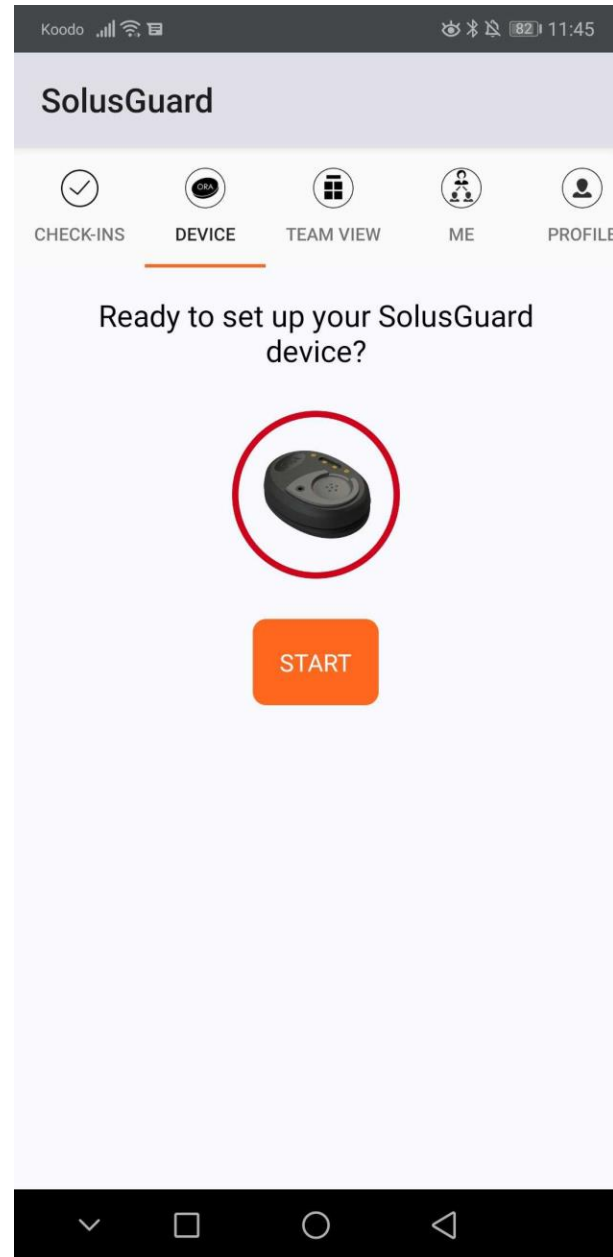 Koodo 82 11:45
SolusGuard
ORA
CHECK-INS DEVICE TEAM VIEW ME PROFILE
Ready to set up your SolusGuard
device?
START